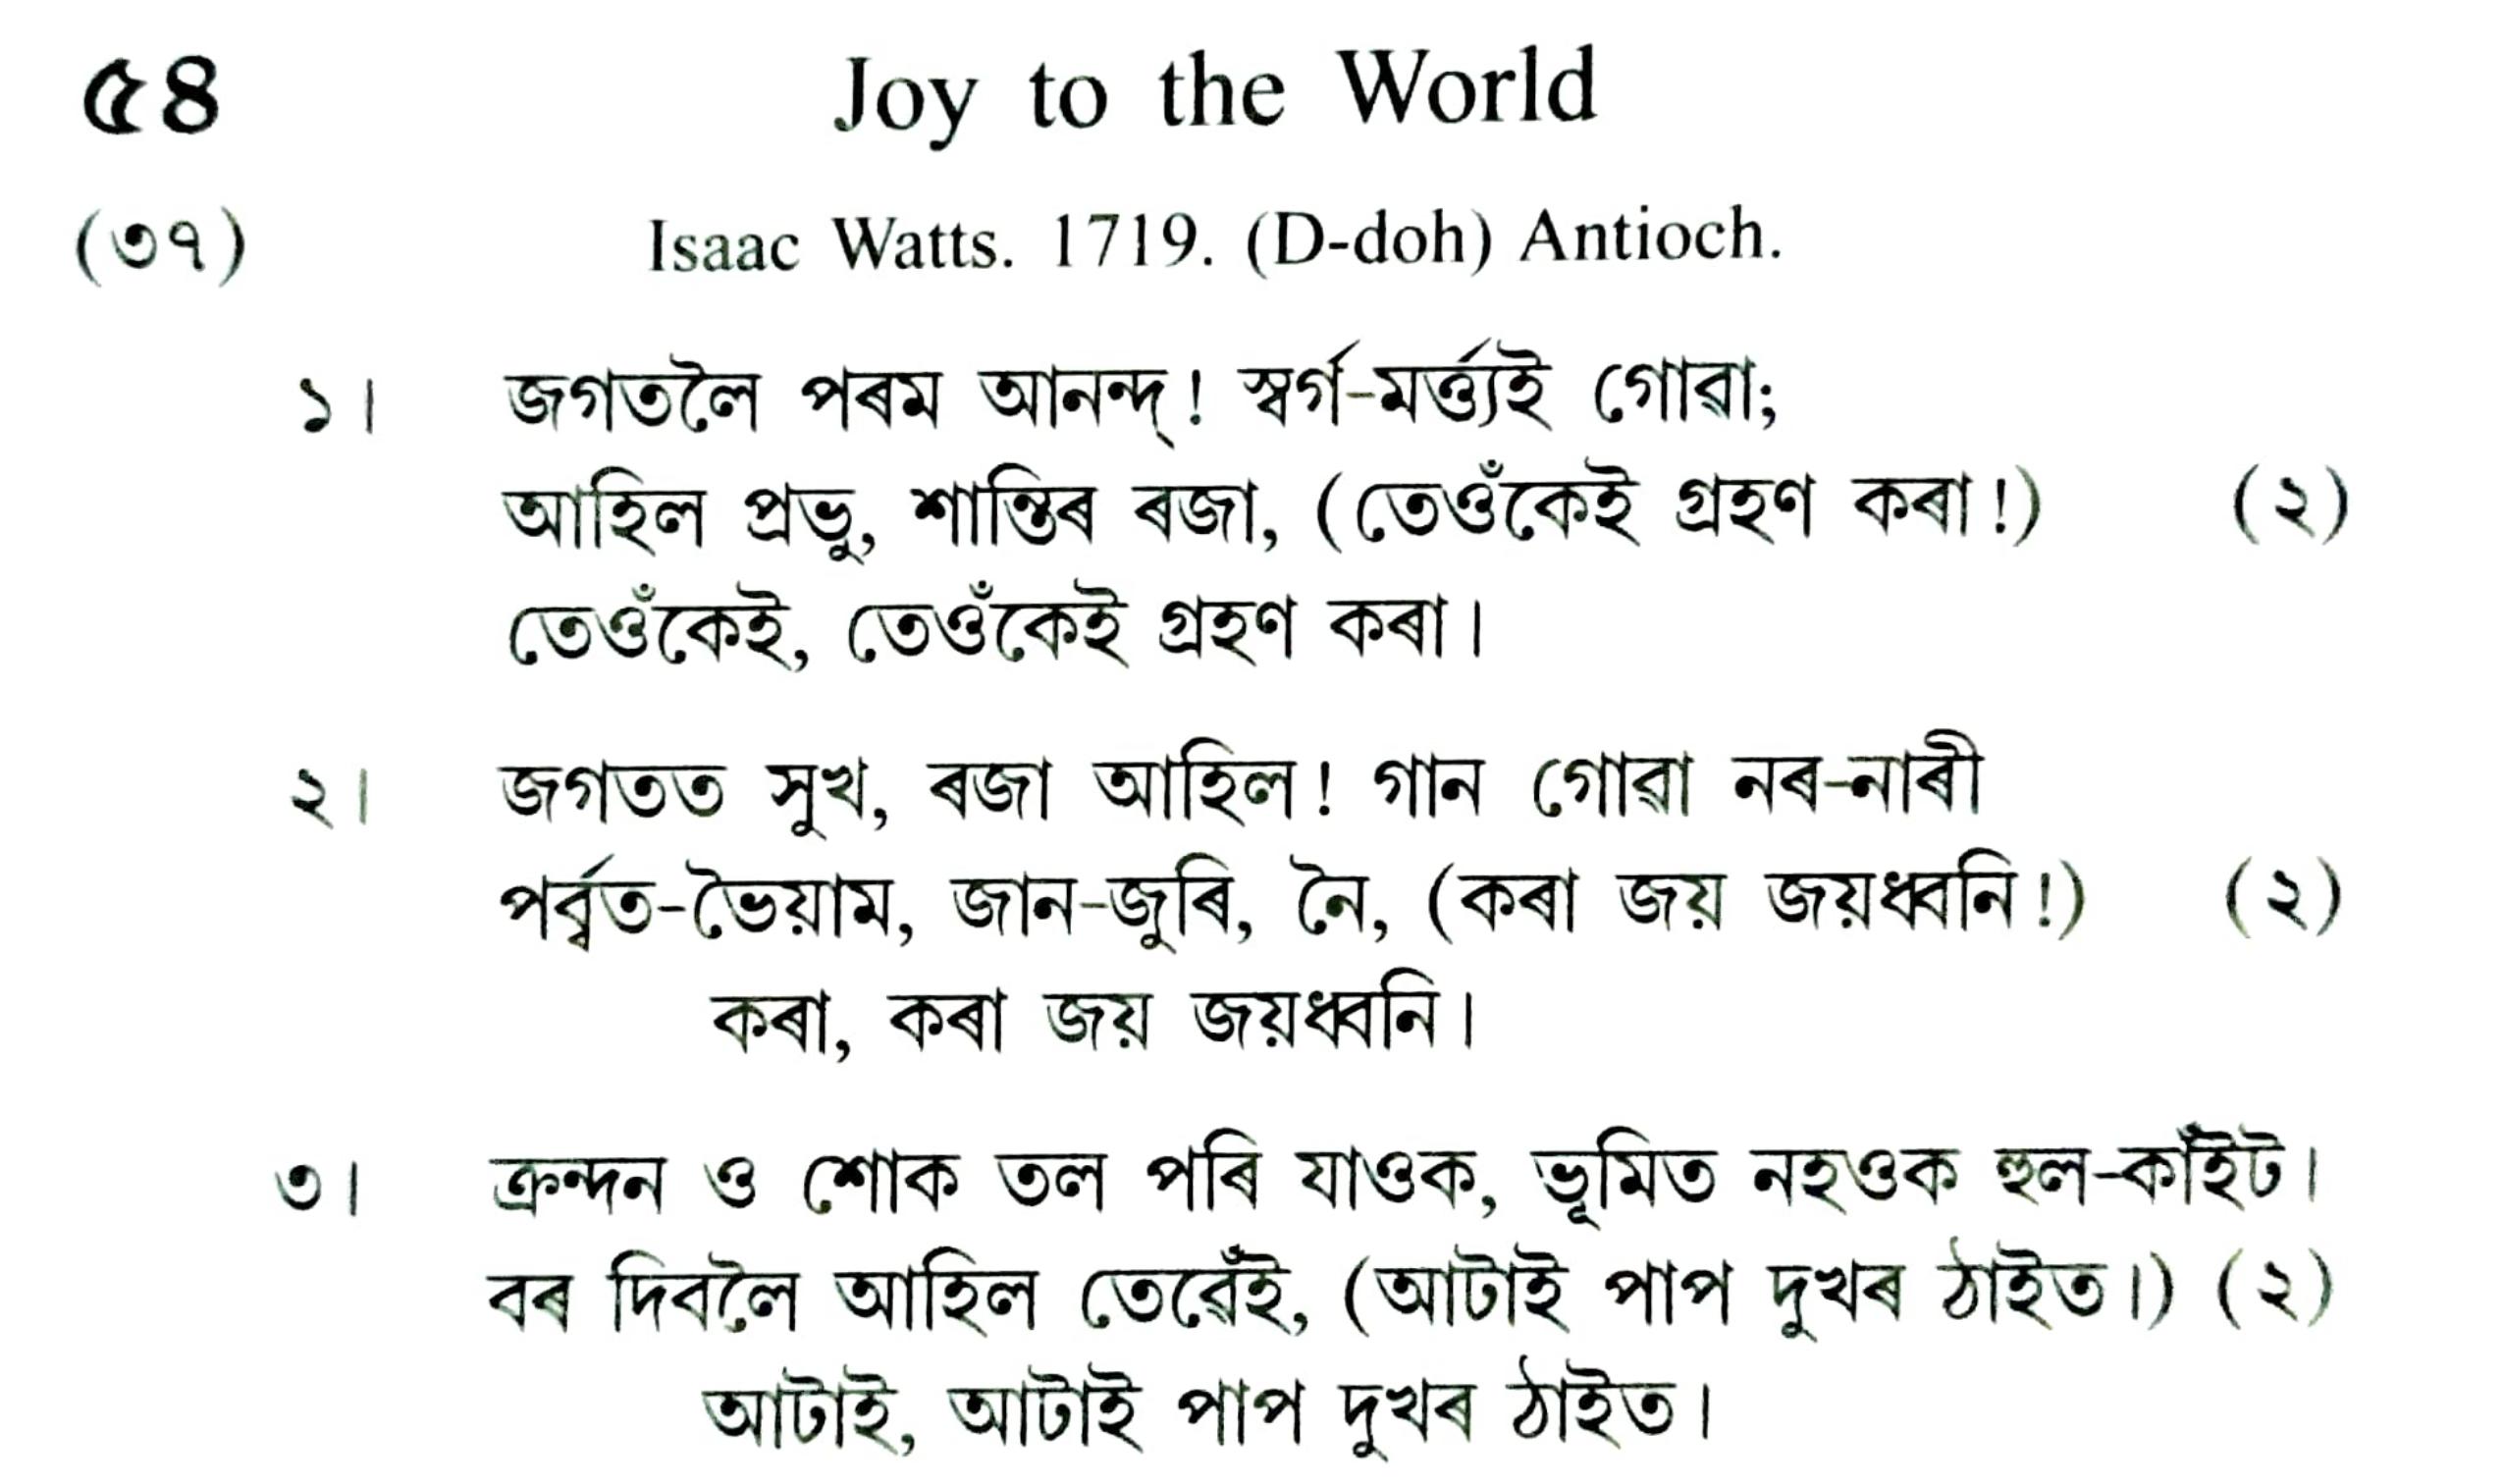 ৫৪ Joy to the World
(৩৭) Isaac Watts. 1719. (D-doh) Antioch.
১। জগতলৈ পৰম আনন্দ্! স্বৰ্গ-মৰ্ত্ত্যই গোৱা;
আহিল প্ৰভু, শান্তিৰ ৰজা, (তেওঁকেই গ্ৰহণ কৰা!) (২)
তেওঁকেই, তেওঁকেই গ্ৰহণ কৰা।
২। জগতত সুখ, ৰজা আহিল! গান গোৱা নৰ-নাৰী
পৰ্ব্বত-ভৈয়াম, জান-জুৰি, নৈ, (কৰা জয় জয়ধ্বনি!) (২)
কৰা, কৰা জয় জয়ধ্বনি।
৩। ক্ৰন্দন ও শোক তল পৰি যাওক, ভূমিত নহওক হুল-কাঁইট।
বৰ দিবলৈ আহিল তেৱেঁই, (আটাই পাপ দুখৰ ঠাইত।) (২)
আটাই, আটাই পাপ দুখৰ ঠাইত।